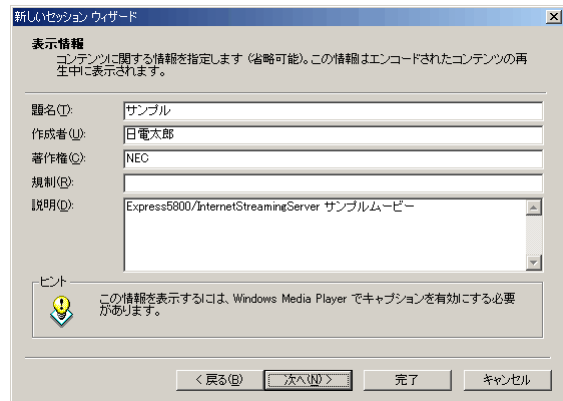 新しいセッション ウィザード
表示情報
コンテンツに関する情報を指定します (省略可能)。この情報はエンコードされたコンテンツの再
生中に表示されます。
題名(T): サンプル
作成者(U): 日電太郎
著作権(C): NEC
規制(R):
説明(D): Express5800/InternetStreamingServer サンプルムービー
ヒント
この情報を表示するには、Windows Media Player でキャプションを有効にする必要
があります。
< 戻る(B) 次へ(N) > 完了 キャンセル